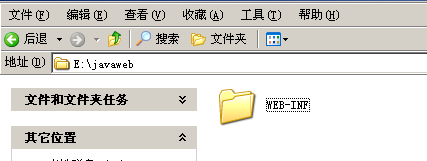 文件(F) 编辑(E) 查看(V) 收藏(A) 工具(T) 帮助(H)
后退 搜索 文件夹
地址(D) E:\javaweb
文件和文件夹任务
WEB-INF
其它位置